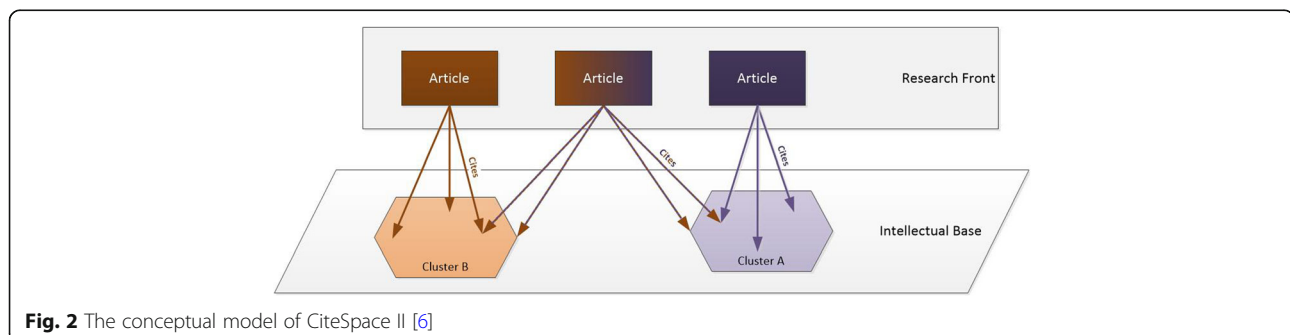 Article
Article
Article
Research Front
Cites
Cites
Cites
Intellectual Base
Cluster B
Cluster A
Fig. 2 The conceptual model of CiteSpace II [6]